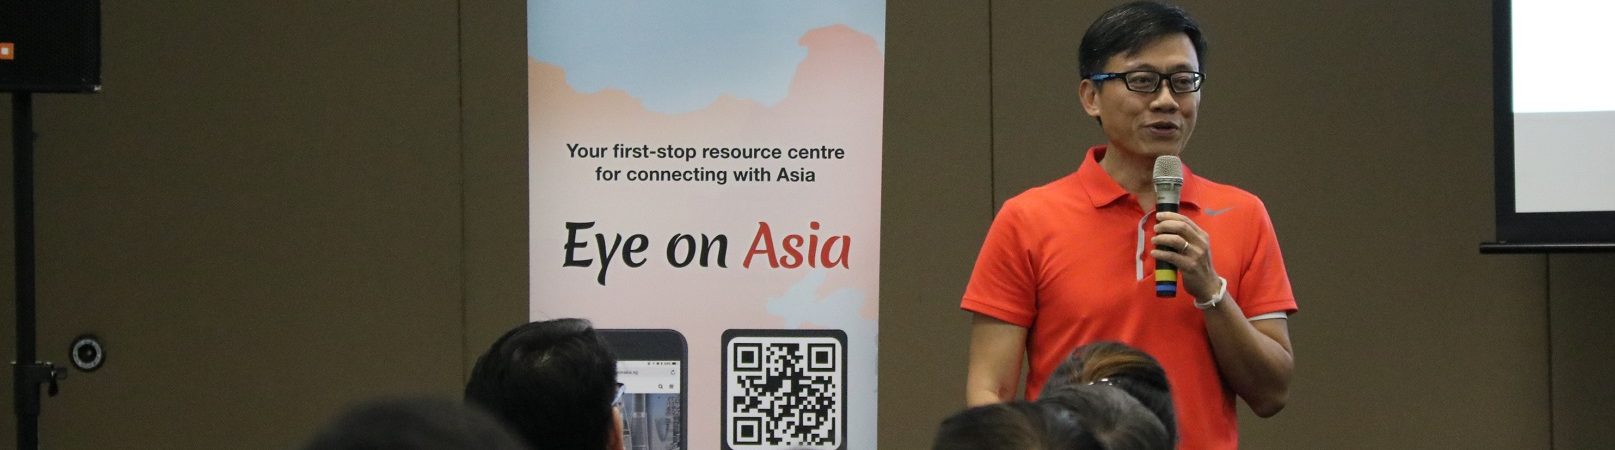 Your first-stop resource centre
for connecting with Asia
Eye on Asia